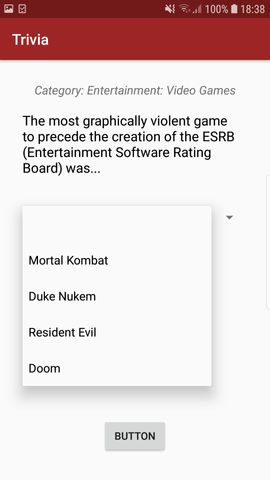 100% 18:38
Trivia
Category: Entertainment: Video Games
The most graphically violent game
to precede the creation of the ESRB
(Entertainment Software Rating
Board) was...
Mortal Kombat
Duke Nukem
Resident Evil
Doom
BUTTON